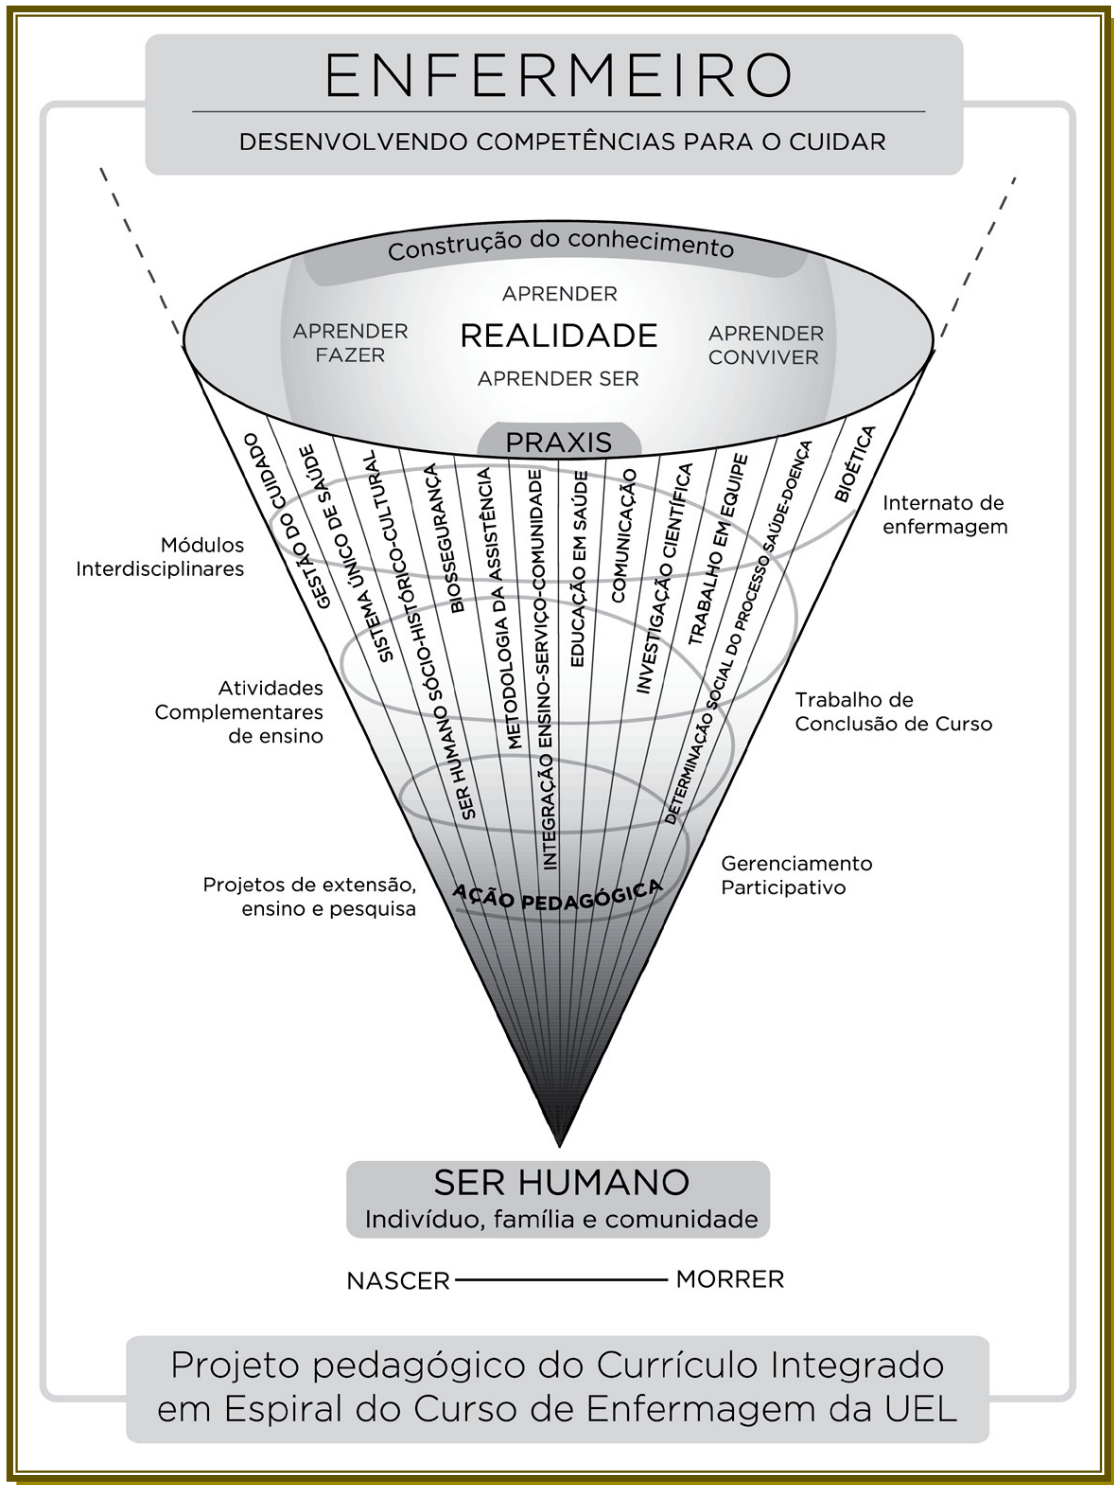 ENFERMEIRO
DESENVOLVENDO COMPETÊNCIAS PARA O CUIDAR
Construção do conhecimento
APRENDER
APRENDER
FAZER
REALIDADE
APRENDER
CONVIVER
APRENDER SER
PRAXIS
GESTÃO DO CUIDADO
SISTEMA ÚNICO DE SAÚDE
SER HUMANO SÓCIO-HISTÓRICO-CULTURAL
BIOSSEGURANÇA
METODOLOGIA DA ASSISTÊNCIA
INTEGRAÇÃO ENSINO-SERVIÇO-COMUNIDADE
EDUCAÇÃO EM SAÚDE
COMUNICAÇÃO
INVESTIGAÇÃO CIENTÍFICA
TRABALHO EM EQUIPE
DETERMINAÇÃO SOCIAL DO PROCESSO SAÚDE-DOENÇA
BIOÉTICA
Módulos
Interdisciplinares
Internato de
enfermagem
Atividades
Complementares
de ensino
Trabalho de
Conclusão de Curso
Projetos de extensão,
ensino e pesquisa
Gerenciamento
Participativo
AÇÃO PEDAGÓGICA
SER HUMANO
Indivíduo, família e comunidade
NASCER MORRER
Projeto pedagógico do Currículo Integrado
em Espiral do Curso de Enfermagem da UEL